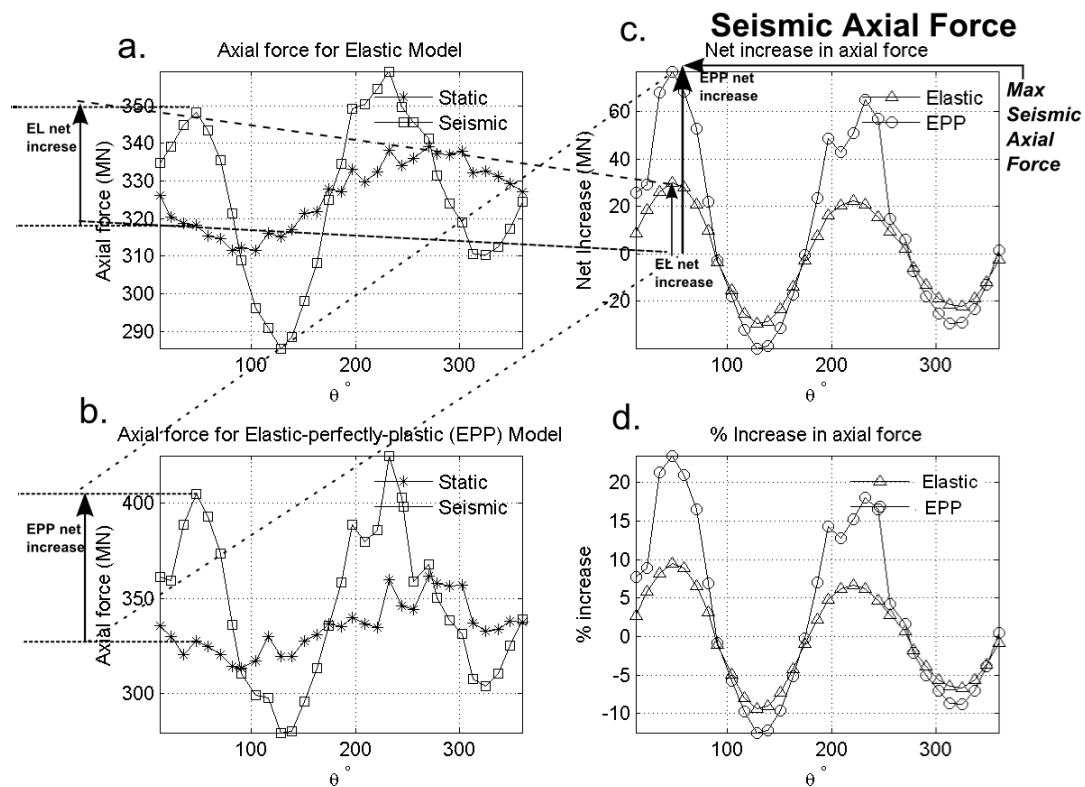 Seismic Axial Force
a.
Axial force for Elastic Model
350
340
330
320
310
300
290
Axial force (MN)
100
200
300
θ °
Static
Seismic
EL net
increse
c.
Net increase in axial force
60
40
20
0
-20
Net Increase (MN)
100
200
300
θ °
Elastic
EPP
EPP net
increase
EL net
increase
Max
Seismic
Axial
Force
b.
Axial force for Elastic-perfectly-plastic (EPP) Model
400
350
300
Axial force (MN)
100
200
300
θ °
Static
Seismic
EPP net
increase
d.
% Increase in axial force
20
15
10
5
0
-5
-10
% increase
100
200
300
θ °
Elastic
EPP